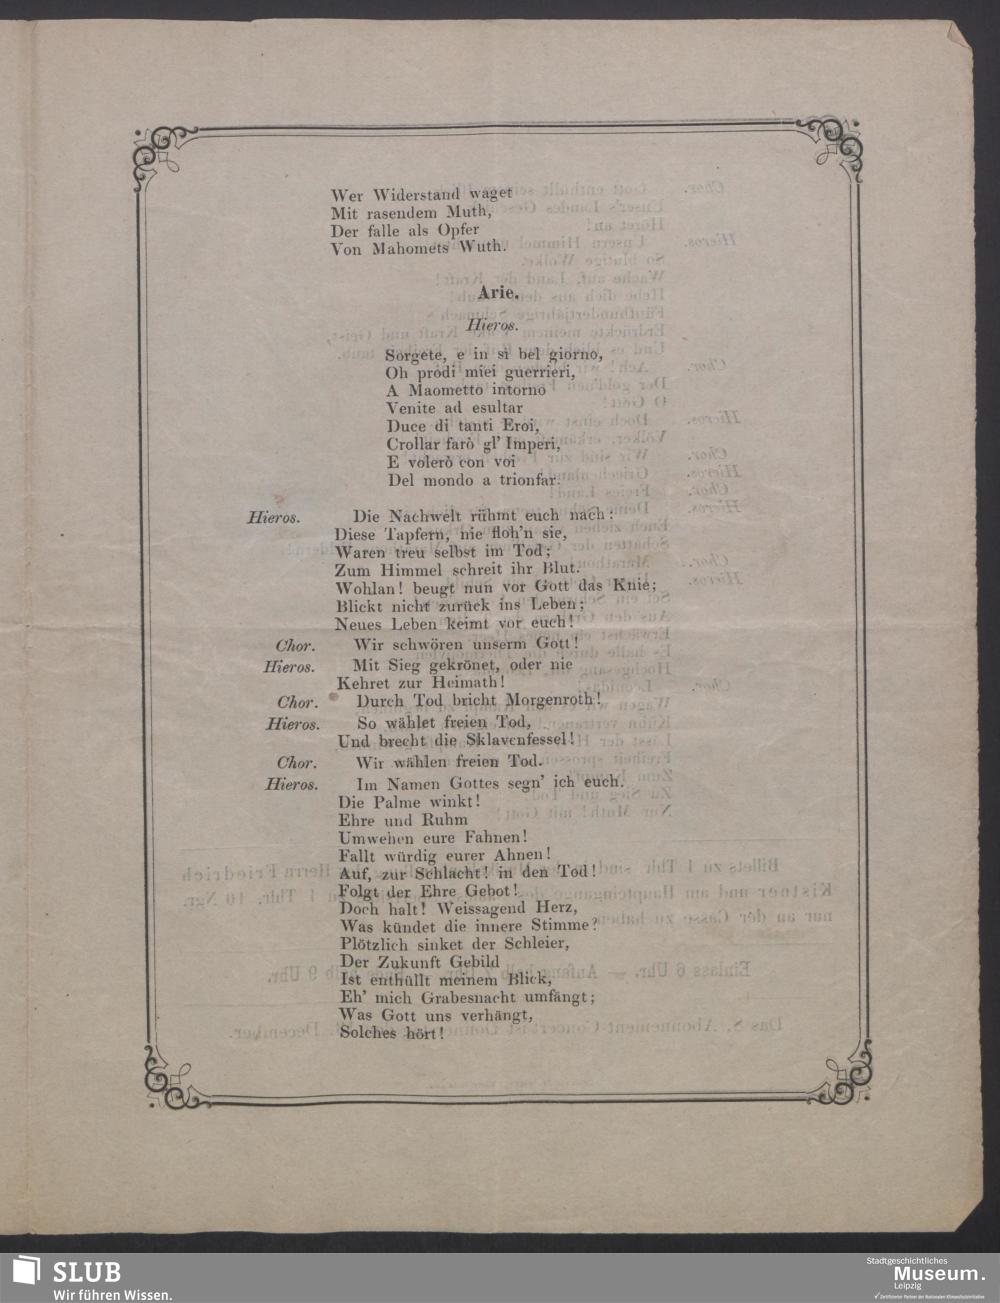 Wer Widerstand waget
Mit rasendem Muth,
Der falle als Opfer
Von Mahomets Wuth.
Arie.
Hieros.
Sorgete, e in sì bel giorno,
Oh prodi miei guerrieri,
A Maometto intorno
Venite ad esultar
Duce di tanti Eroi,
Crollar farò gl' Imperi,
E volerò con voi
Del mondo a trionfar.
Hieros. Die Nachwelt rühmt euch nach:
Diese Tapfern, nie floh'n sie,
Waren treu selbst im Tod;
Zum Himmel schreit ihr Blut.
Wohlan! beugt nun vor Gott das Knie;
Blickt nicht zurück ins Leben;
Neues Leben keimt vor euch!
Chor. Wir schwören unserm Gott!
Hieros. Mit Sieg gekrönet, oder nie
Kehret zur Heimath!
Chor. Durch Tod bricht Morgenroth!
Hieros. So wählet freien Tod,
Und brecht die Sklavenfessel!
Chor. Wir wählen freien Tod.
Hieros. Im Namen Gottes segn' ich euch.
Die Palme winkt!
Ehre und Ruhm
Umwehen eure Fahnen!
Fallt würdig eurer Ahnen!
Auf, zur Schlacht! in den Tod!
Folgt der Ehre Gebot!
Doch halt! Weissagend Herz,
Was kündet die innere Stimme?
Plötzlich sinket der Schleier,
Der Zukunft Gebild
Ist enthüllt meinem Blick,
Eh' mich Grabesnacht umfängt;
Was Gott uns verhängt,
Solches hört!
SLUB
Wir führen Wissen.
Stadtgeschichtliches
Museum.
Leipzig
Zertifizierter Partner der Nationalen Klimaschutzinitiative